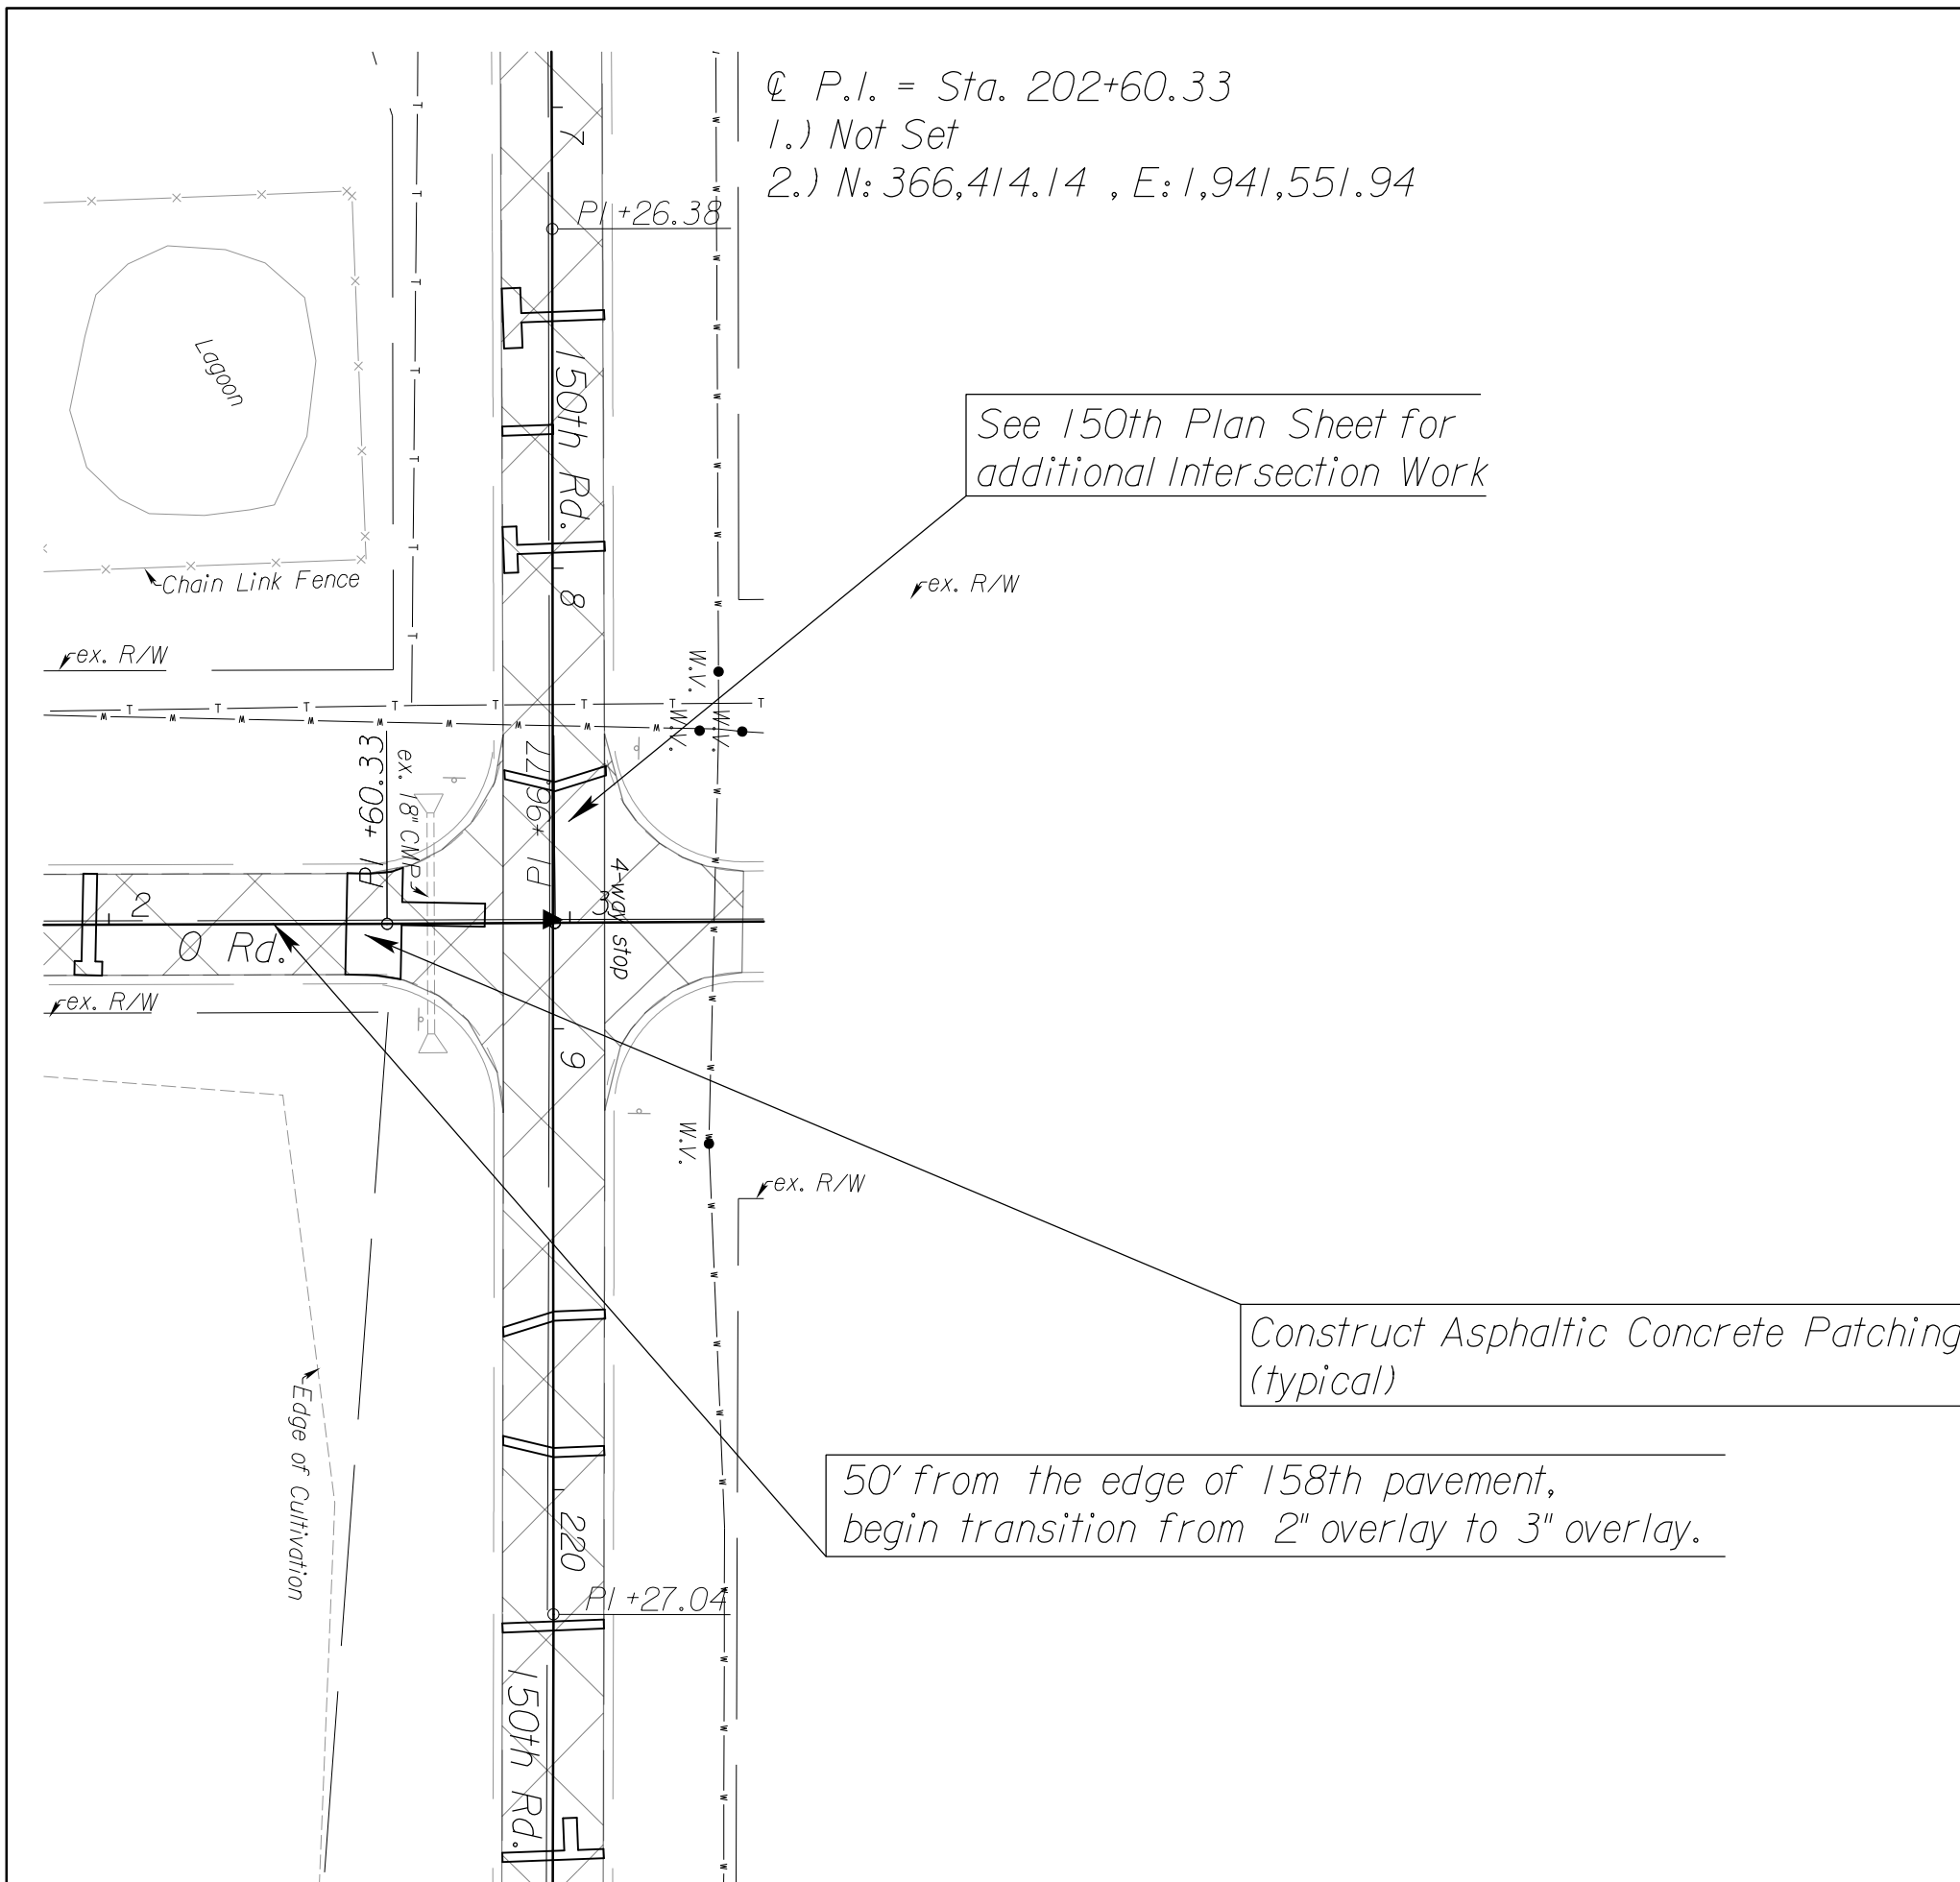 ℄ P.I. = Sta. 202+60.33
1.) Not Set
2.) N: 366,414.14 , E: 1,941,551.94
7
PI +26.38
Lagoon
150th Rd.
See 150th Plan Sheet for
additional Intersection Work
Chain Link Fence
8
ex. R/W
ex. R/W
W.V.
W.V.
W.V.
PI +60.33
ex. 18" CMP
PI +96.77
4-way stop
2
3
O Rd.
ex. R/W
9
W.V.
ex. R/W
Construct Asphaltic Concrete Patching
(typical)
Edge of Cultivation
50' from the edge of 158th pavement,
begin transition from 2" overlay to 3" overlay.
220
PI +27.04
150th Rd.